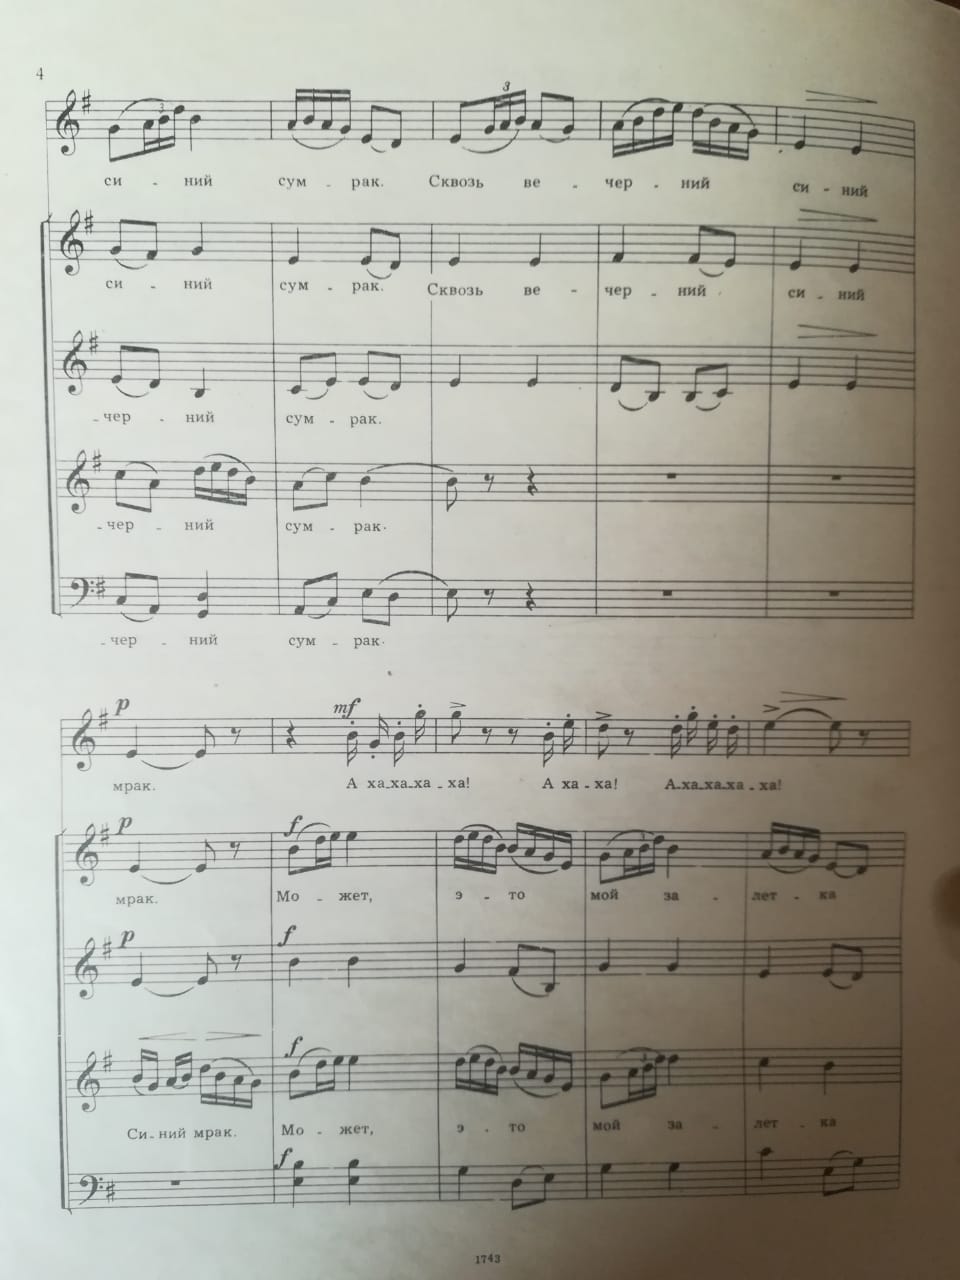 4
3 3
си - ний сум - рак. Сквозь ве - чер - ний си - ний
си - ний сум - рак. Сквозь ве - чер - ний си - ний
- чер - ний сум - рак.
- чер - ний сум - рак.
- чер - ний сум - рак.
p mf
мрак. А ха-ха-ха - ха! А ха - ха! А-ха-ха-ха - ха!
p f
мрак. Мо - жет, э - то мой за - лет - ка
p f
f
Си - ний мрак. Мо - жет, э - то мой за - лет - ка
f
1743